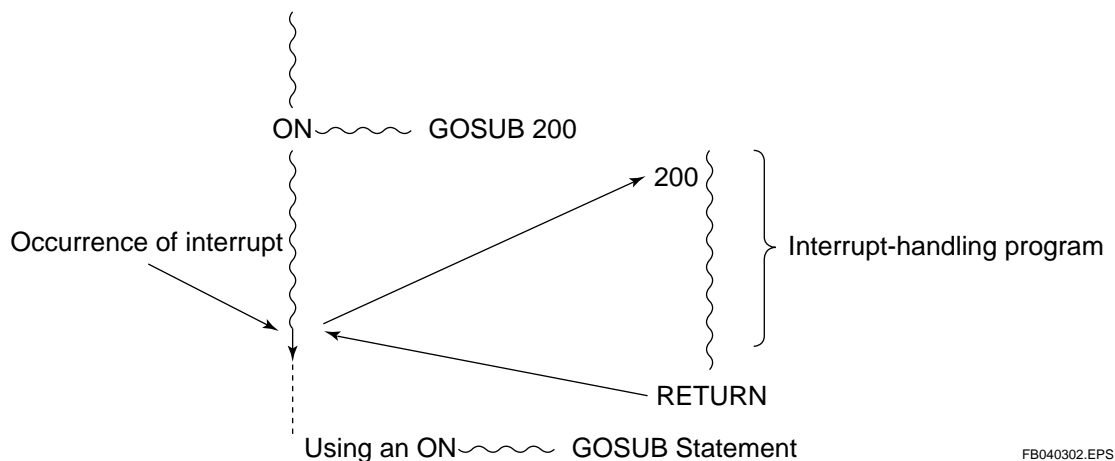 ON GOSUB 200
200
Occurrence of interrupt
Interrupt-handling program
RETURN
Using an ON GOSUB Statement
FB040302.EPS